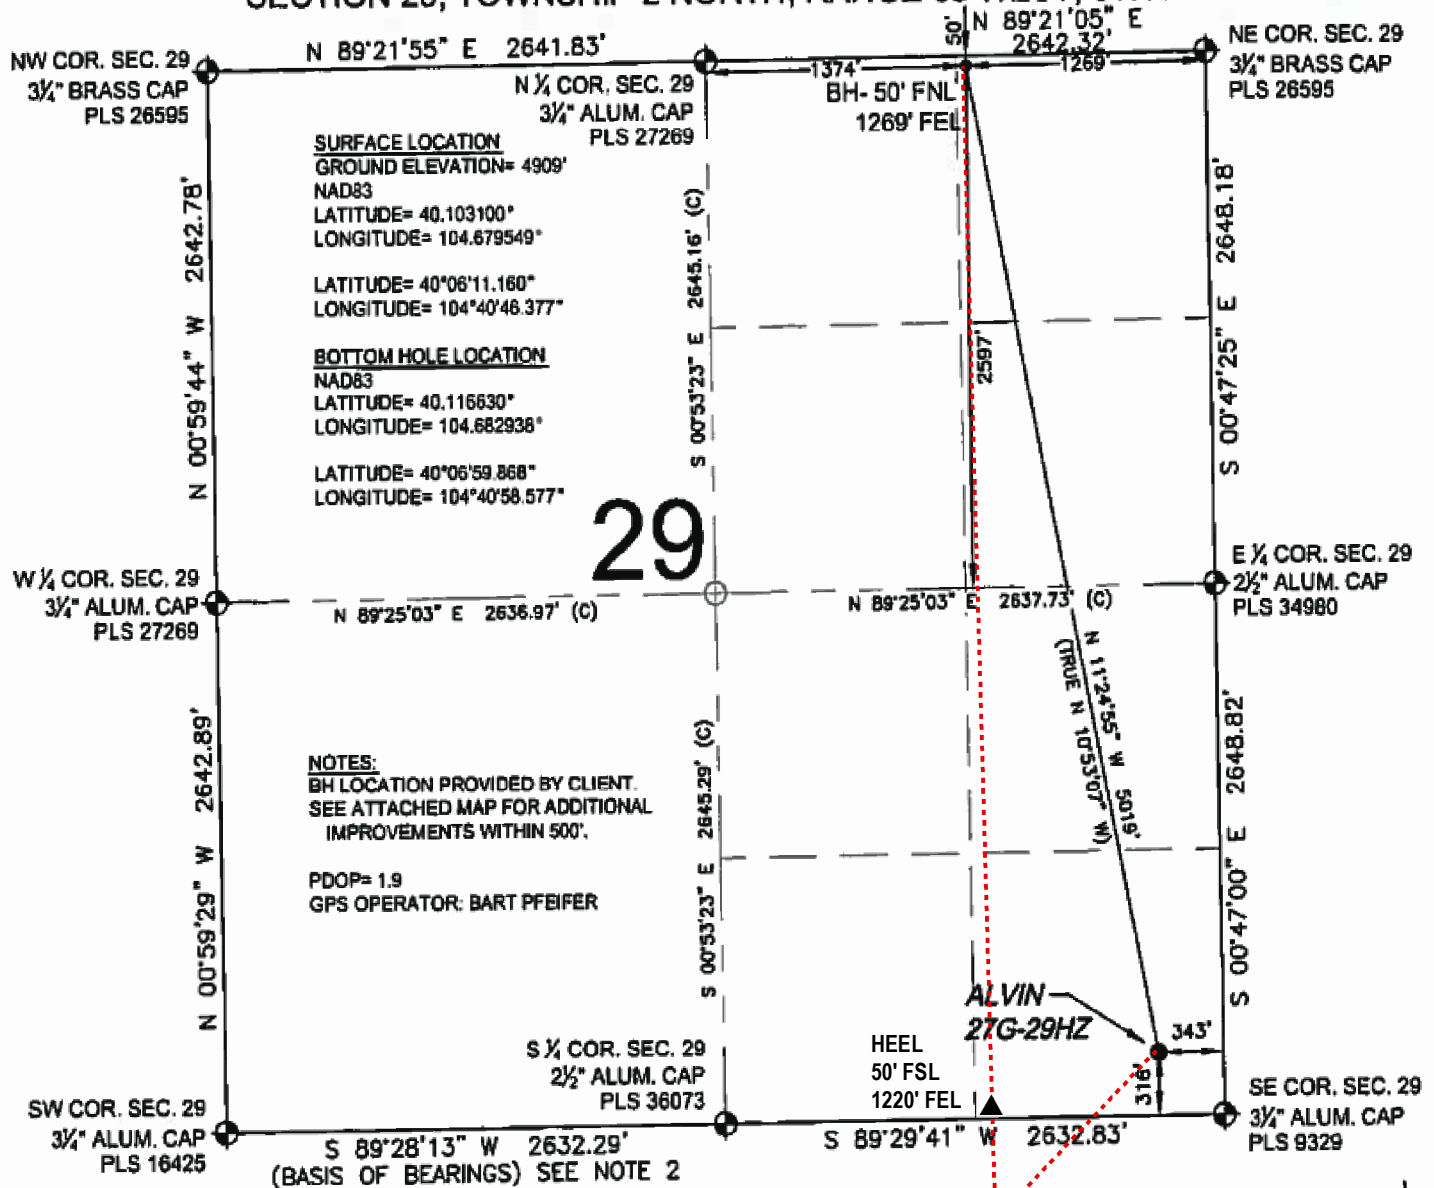 N 89°21'55" E 2641.83'
50'
N 89°21'05" E
2642.32'
NW COR. SEC. 29
3¼" BRASS CAP
PLS 26595
N ¼ COR. SEC. 29
3¼" ALUM. CAP
PLS 27269
1374'
1269'
BH- 50' FNL
1269' FEL
NE COR. SEC. 29
3¼" BRASS CAP
PLS 26595
SURFACE LOCATION
GROUND ELEVATION= 4909'
NAD83
LATITUDE= 40.103100°
LONGITUDE= 104.679549°
LATITUDE= 40°06'11.160"
LONGITUDE= 104°40'46.377"
BOTTOM HOLE LOCATION
NAD83
LATITUDE= 40.116630°
LONGITUDE= 104.682938°
LATITUDE= 40°06'59.868"
LONGITUDE= 104°40'58.577"
N 00°59'44" W 2642.78'
S 00°53'23" E 2645.16' (C)
2597'
S 00°47'25" E 2648.18'
29
W ¼ COR. SEC. 29
3¼" ALUM. CAP
PLS 27269
N 89°25'03" E 2636.97' (C)
N 89°25'03" E 2637.73' (C)
E ¼ COR. SEC. 29
2½" ALUM. CAP
PLS 34980
N 11°24'55" W 5019'
(TRUE N 10°53'07" W)
NOTES:
BH LOCATION PROVIDED BY CLIENT.
SEE ATTACHED MAP FOR ADDITIONAL
IMPROVEMENTS WITHIN 500'.
PDOP= 1.9
GPS OPERATOR: BART PFEIFER
N 00°59'29" W 2642.89'
S 00°53'23" E 2645.29' (C)
S 00°47'00" E 2648.82'
ALVIN
27G-29HZ
343'
316'
HEEL
50' FSL
1220' FEL
S ¼ COR. SEC. 29
2½" ALUM. CAP
PLS 36073
SW COR. SEC. 29
3¼" ALUM. CAP
PLS 16425
SE COR. SEC. 29
3¼" ALUM. CAP
PLS 9329
S 89°28'13" W 2632.29'
(BASIS OF BEARINGS) SEE NOTE 2
S 89°29'41" W 2632.83'